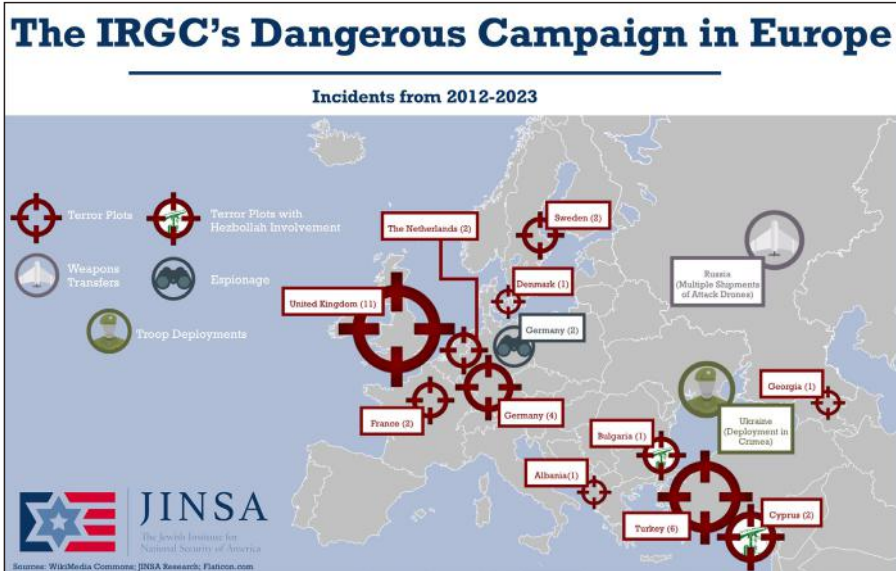 The IRGC's Dangerous Campaign in Europe
Incidents from 2012-2023
Terror Plots
Terror Plots with
Hezbollah Involvement
Weapons
Transfers
Espionage
Troop Deployments
The Netherlands (2)
Sweden (2)
United Kingdom (11)
Denmark (1)
Germany (2)
Russia
(Multiple Shipments
of Attack Drones)
France (2)
Germany (4)
Georgia (1)
Ukraine
(Deployment in
Crimea)
Bulgaria (1)
Albania(1)
Turkey (6)
Cyprus (2)
JINSA
The Jewish Institute for
National Security of America
Sources: WikiMedia Commons; JINSA Research; Flaticon.com